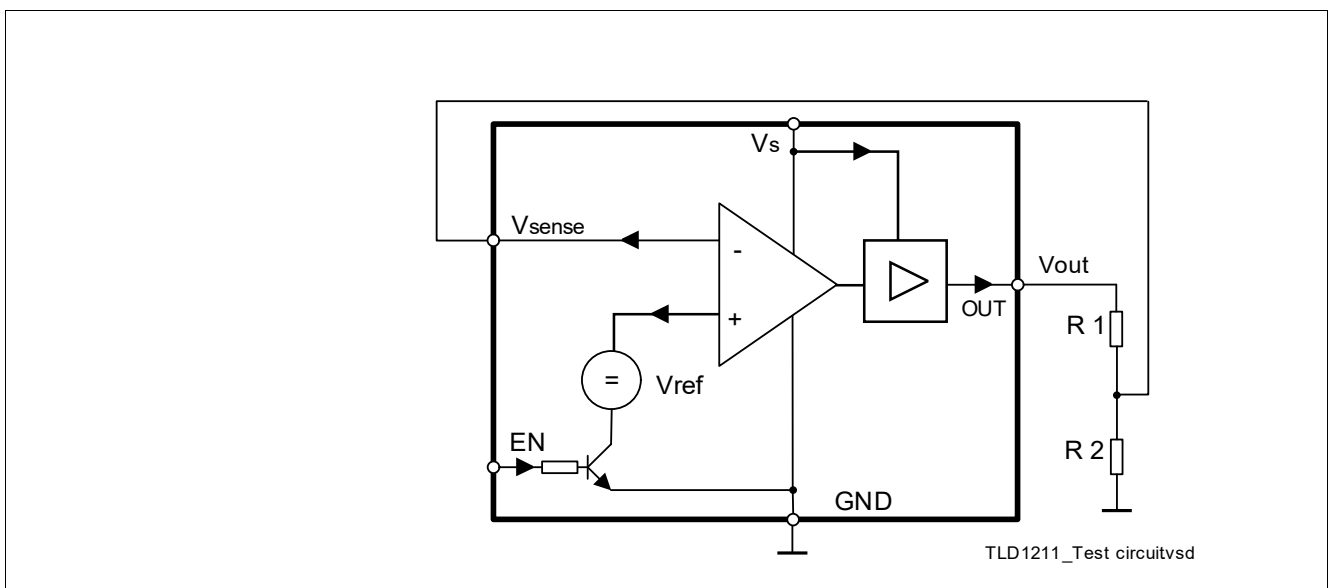 Vs
Vsense
-
Vout
OUT
+
R 1
=
Vref
EN
R 2
GND
TLD1211_Test circuitvsd